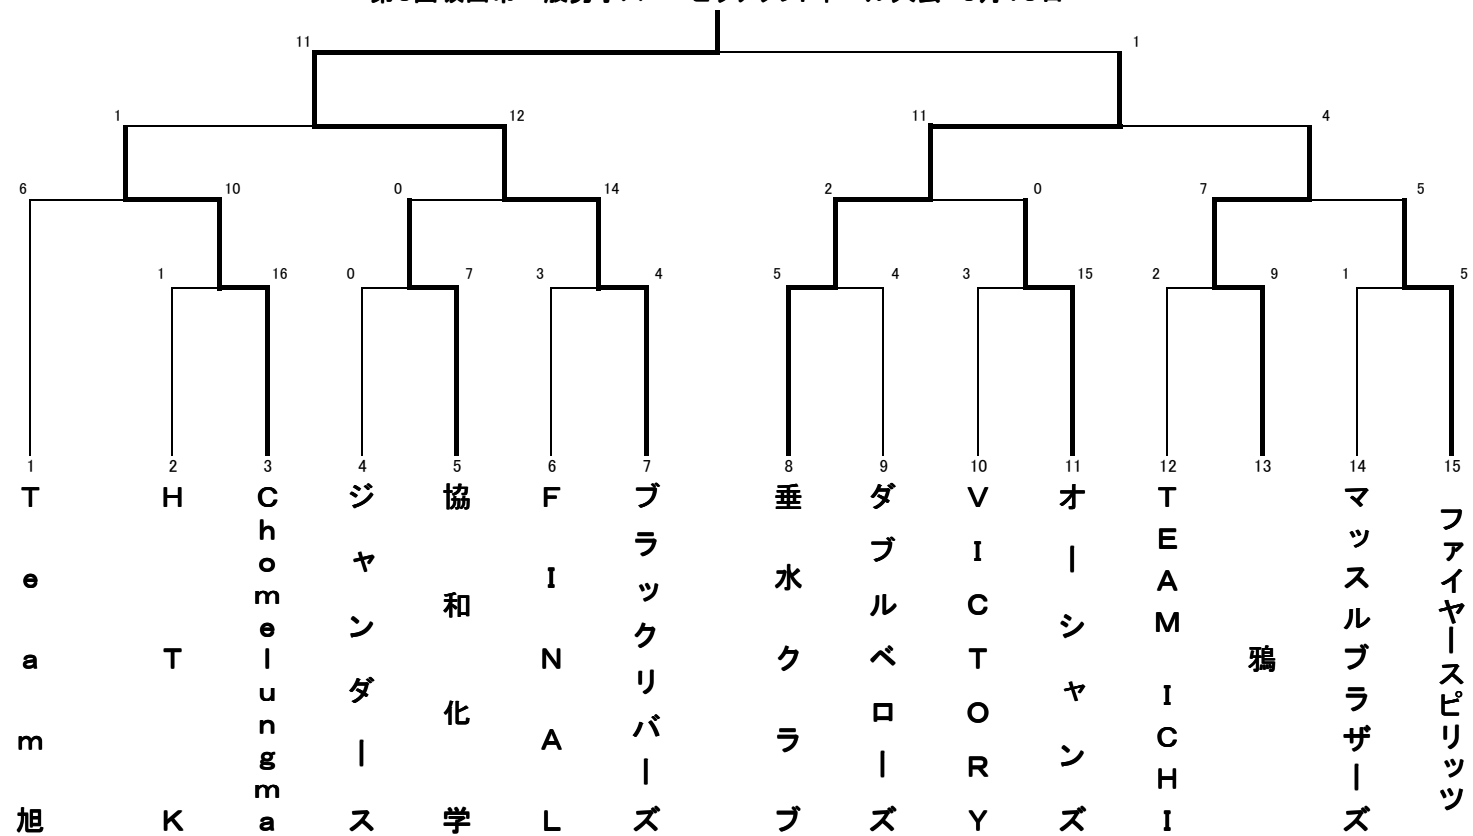 11 1
1 12 11 4
6 10 0 14 2 0 7 5
1 16 0 7 3 4 5 4 3 15 2 9 1 5
1 2 3 4 5 6 7 8 9 10 11 12 13 14 15
Ｔｅａｍ旭
ＨＴＫ
Ｃｈｏｍｅｌｕｎｇｍａ
ジャンダース
協和化学
ＦＩＮＡＬ
ブラックリバーズ
垂水クラブ
ダブルベローズ
ＶＩＣＴＯＲＹ
オーシャンズ
ＴＥＡＭ ＩＣＨＩ
鴉
マッスルブラザーズ
ファイヤースピリッツ